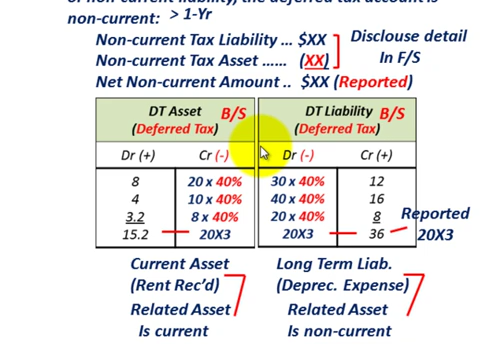 or non-current liability, the deferred tax account is
non-current: > 1-Yr
Non-current Tax Liability ... $XX Disclouse detail
Non-current Tax Asset ...... (XX) In F/S
Net Non-current Amount .. $XX (Reported)
DT Asset B/S DT Liability B/S
(Deferred Tax) (Deferred Tax)
Dr (+) Cr (-) Dr (-) Cr (+)
8 20 x 40% 30 x 40% 12
4 10 x 40% 40 x 40% 16
3.2 8 x 40% 20 x 40% 8 Reported
15.2 20X3 20X3 36 20X3
Current Asset Long Term Liab.
(Rent Rec'd) (Deprec. Expense)
Related Asset Related Asset
Is current Is non-current